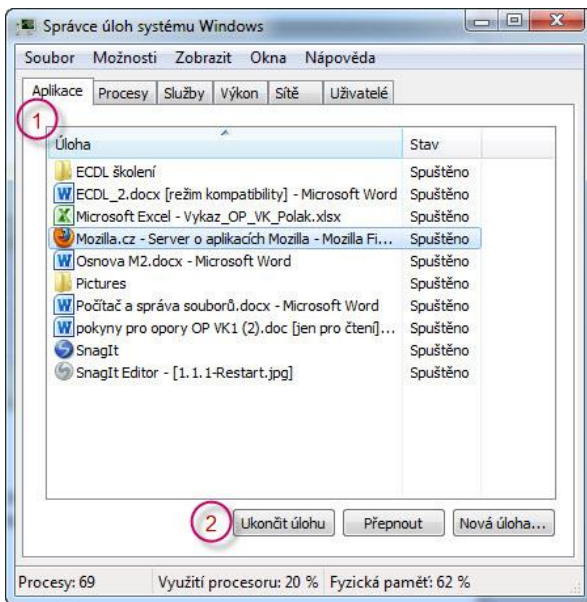 Správce úloh systému Windows
Soubor Možnosti Zobrazit Okna Nápověda
Aplikace Procesy Služby Výkon Sítě Uživatelé
1
Úloha Stav
ECDL školení Spuštěno
ECDL_2.docx [režim kompatibility] - Microsoft Word Spuštěno
Microsoft Excel - Vykaz_OP_VK_Polak.xlsx Spuštěno
Mozilla.cz - Server o aplikacích Mozilla - Mozilla Fi... Spuštěno
Osnova M2.docx - Microsoft Word Spuštěno
Pictures Spuštěno
Počítač a správa souborů.docx - Microsoft Word Spuštěno
pokyny pro opory OP VK1 (2).doc [jen pro čtení]... Spuštěno
SnagIt Spuštěno
SnagIt Editor - [1.1.1-Restart.jpg] Spuštěno
2 Ukončit úlohu Přepnout Nová úloha...
Procesy: 69 Využití procesoru: 20 % Fyzická paměť: 62 %